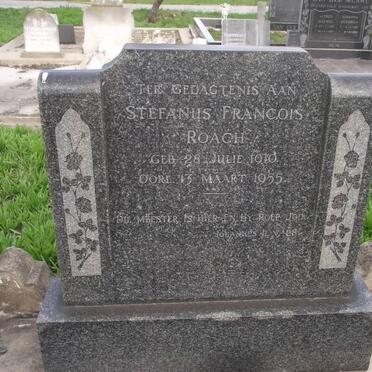 TER GEDAGTENIS AAN
STEFANUS FRANCOIS
ROACH
GEB. 28 JULIE 1910
OORL. 13 MAART 1955
DIE MEESTER IS HIER EN HY ROEP JOU
JOHANNES 11 V 28